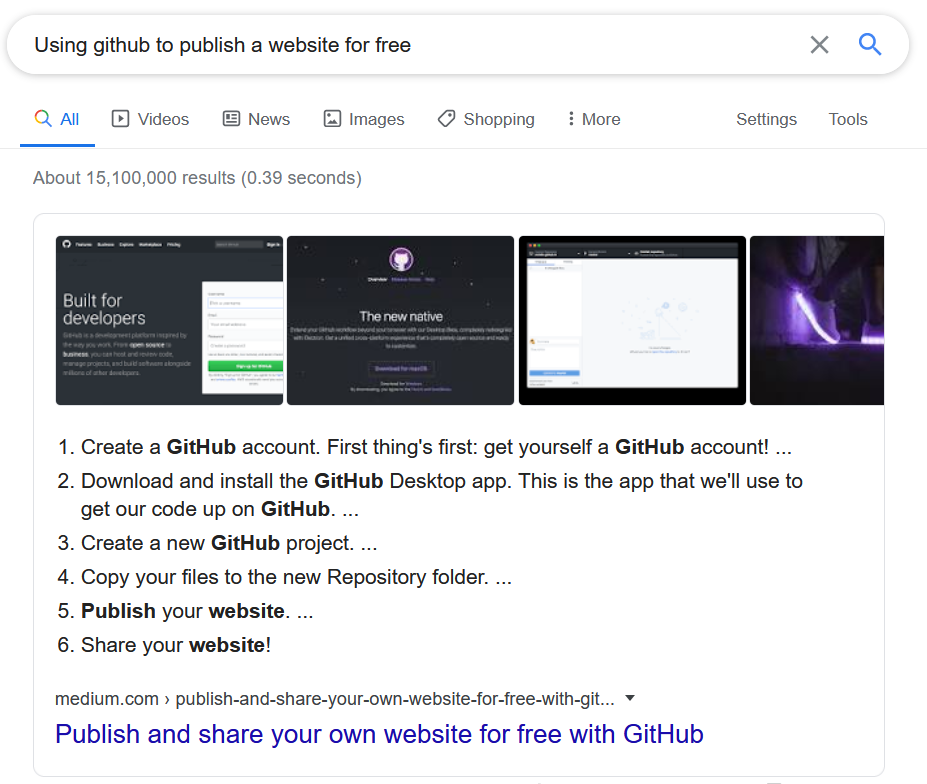 Using github to publish a website for free
All Videos News Images Shopping More Settings Tools
About 15,100,000 results (0.39 seconds)
Built for
developers
The new native
1. Create a GitHub account. First thing's first: get yourself a GitHub account! ...
2. Download and install the GitHub Desktop app. This is the app that we'll use to
get our code up on GitHub. ...
3. Create a new GitHub project. ...
4. Copy your files to the new Repository folder. ...
5. Publish your website. ...
6. Share your website!
medium.com › publish-and-share-your-own-website-for-free-with-git...
Publish and share your own website for free with GitHub